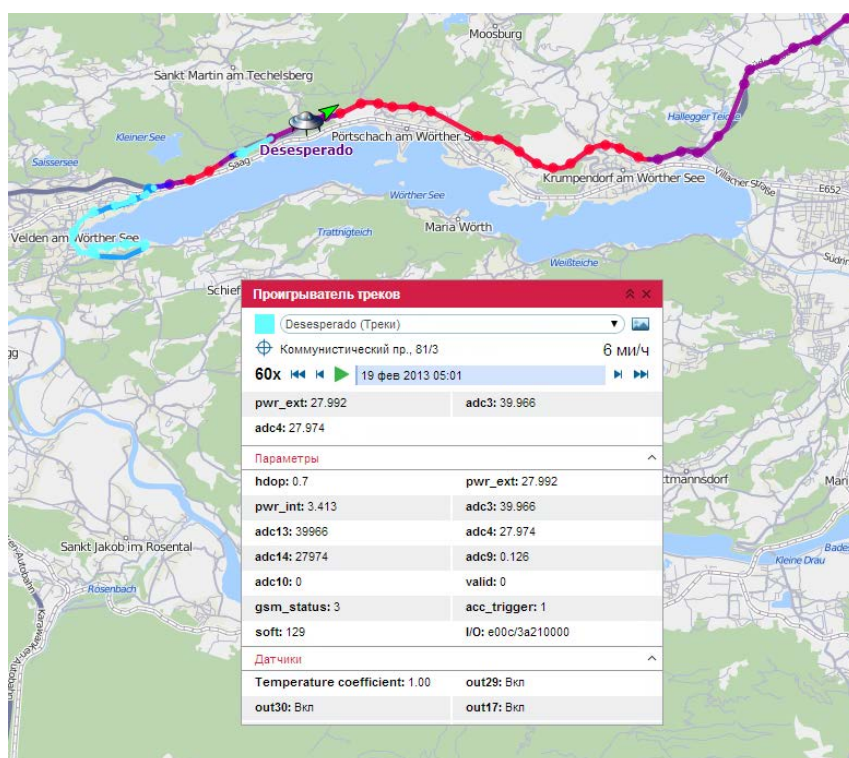 Moosburg
Sankt Martin am Techelsberg
Hallegger Teiche
Kleiner See
Pörtschach am Wörther See
Desesperado
Saissersee
Saag
Krumpendorf am Wörther See
Villacher Straße
E652
Wörther See
Velden am Wörther See
Trattnigteich
Maria Wörth
Weißteiche
Südri
Schief
Проигрыватель треков
Desesperado (Треки)
Коммунистический пр., 81/3 6 ми/ч
60x 19 фев 2013 05:01
pwr_ext: 27.992 adc3: 39.966
adc4: 27.974
Параметры
hdop: 0.7 pwr_ext: 27.992
pwr_int: 3.413 adc3: 39.966
adc13: 39966 adc4: 27.974
adc14: 27974 adc9: 0.126
adc10: 0 valid: 0
gsm_status: 3 acc_trigger: 1
soft: 129 I/O: e00c/3a210000
Датчики
Temperature coefficient: 1.00 out29: Вкл
out30: Вкл out17: Вкл
gg
ttmannsdorf
Mari
Sankt Jakob im Rosental
Rosenbach
Karawanken-Autobahn
Bades
Kleine Drau